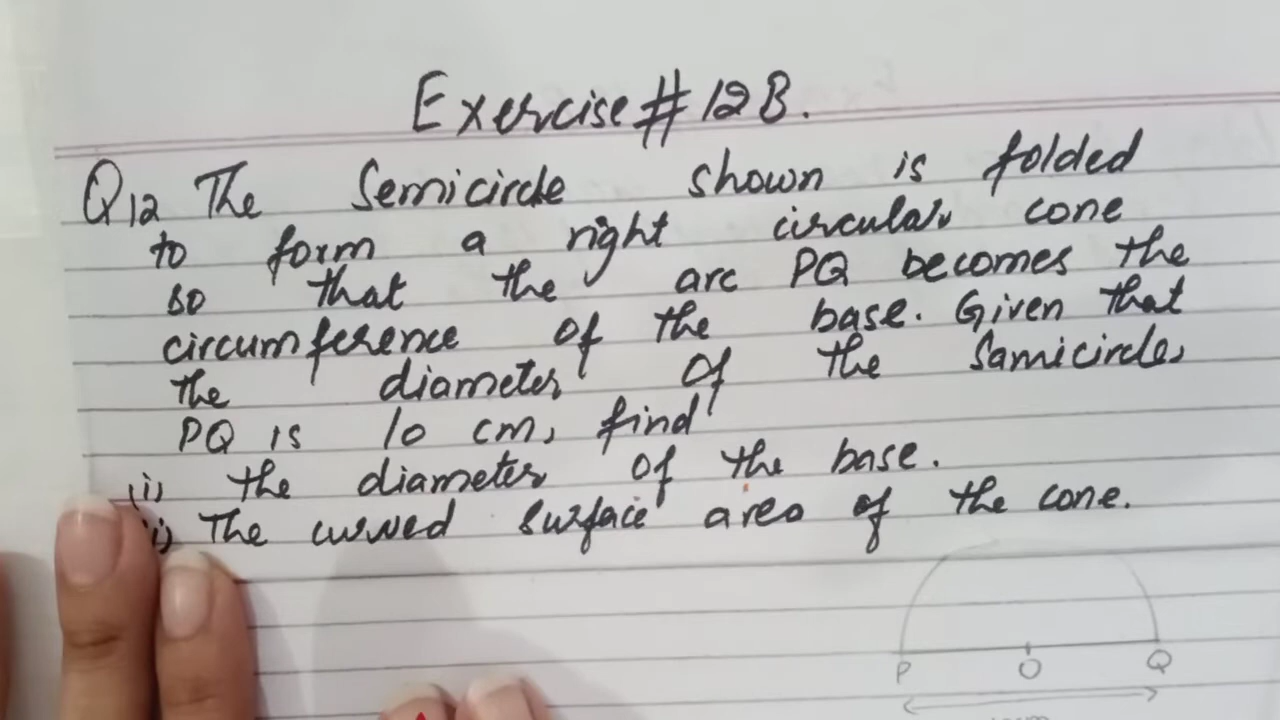 Exercise # 12B.
Q12 The Semicircle shown is folded
to form a right circular cone
so that the arc PQ becomes the
circumference of the base. Given that
the diameter of the Samicircle,
PQ is 10 cm, find
(i) the diameter of the base.
i) The curved surface area of the cone.
P O Q